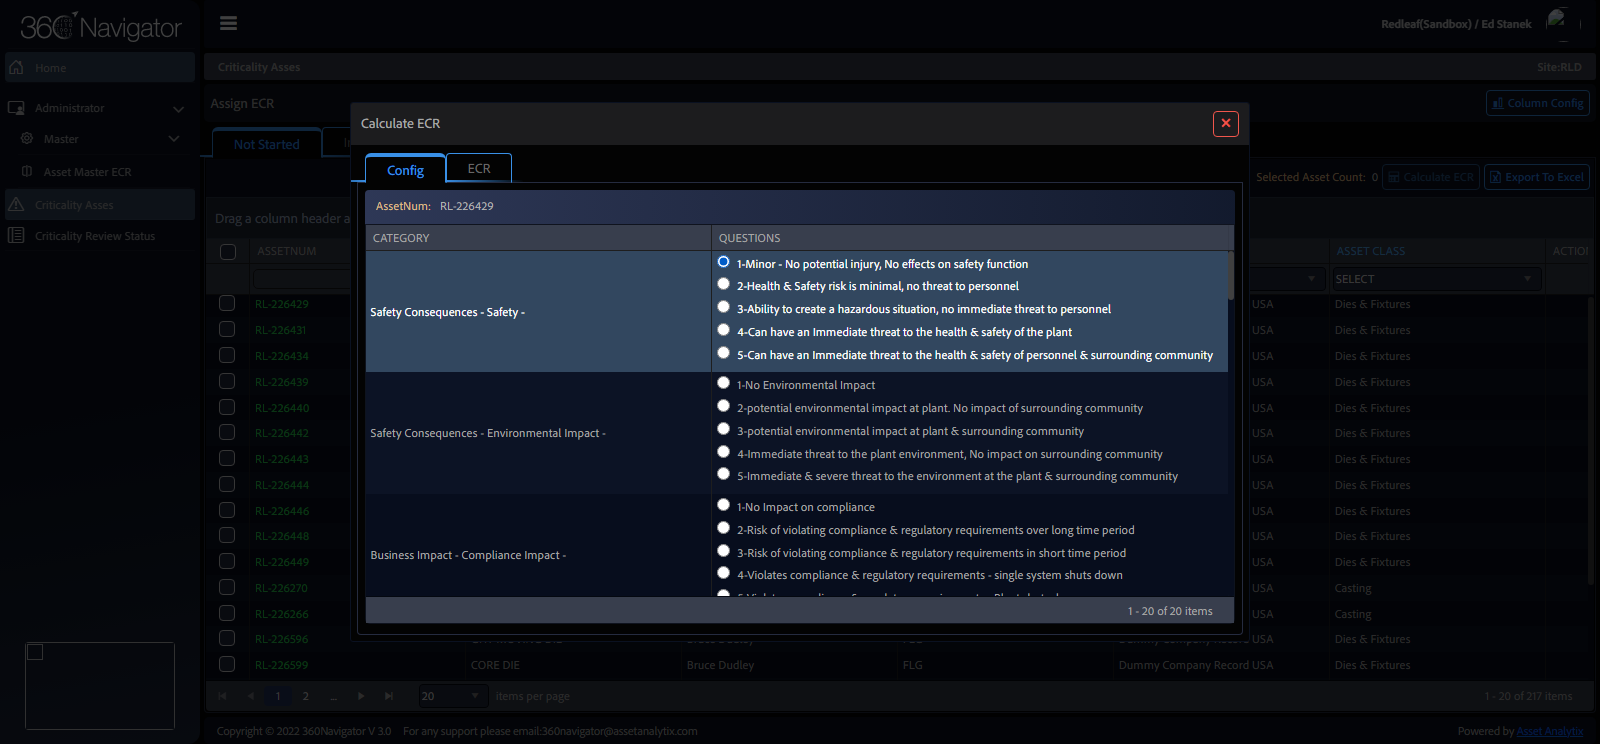 360 Navigator
Redleaf(Sandbox) / Ed Stanek
Home
Administrator
Master
Asset Master ECR
Criticality Asses
Criticality Review Status
Criticality Asses
Site:RLD
Assign ECR
Column Config
Not Started
Selected Asset Count: 0
Calculate ECR
Export To Excel
Drag a column header a
ASSETNUM
ASSET CLASS
ACTIO
SELECT
RL-226429 USA Dies & Fixtures
RL-226431 USA Dies & Fixtures
RL-226434 USA Dies & Fixtures
RL-226439 USA Dies & Fixtures
RL-226440 USA Dies & Fixtures
RL-226442 USA Dies & Fixtures
RL-226443 USA Dies & Fixtures
RL-226444 USA Dies & Fixtures
RL-226446 USA Dies & Fixtures
RL-226448 USA Dies & Fixtures
RL-226449 USA Dies & Fixtures
RL-226270 USA Casting
RL-226266 USA Casting
RL-226596 USA Dies & Fixtures
RL-226599 CORE DIE Bruce Dudley FLG Dummy Company Record USA Dies & Fixtures
1 2 ... 20 items per page
1 - 20 of 217 items
Calculate ECR
Config
ECR
AssetNum: RL-226429
CATEGORY QUESTIONS
Safety Consequences - Safety -
1-Minor - No potential injury, No effects on safety function
2-Health & Safety risk is minimal, no threat to personnel
3-Ability to create a hazardous situation, no immediate threat to personnel
4-Can have an Immediate threat to the health & safety of the plant
5-Can have an Immediate threat to the health & safety of personnel & surrounding community
Safety Consequences - Environmental Impact -
1-No Environmental Impact
2-potential environmental impact at plant. No impact of surrounding community
3-potential environmental impact at plant & surrounding community
4-Immediate threat to the plant environment, No impact on surrounding community
5-Immediate & severe threat to the environment at the plant & surrounding community
Business Impact - Compliance Impact -
1-No Impact on compliance
2-Risk of violating compliance & regulatory requirements over long time period
3-Risk of violating compliance & regulatory requirements in short time period
4-Violates compliance & regulatory requirements - single system shuts down
1 - 20 of 20 items
Copyright © 2022 360Navigator V 3.0 For any support please email:360navigator@assetanalytix.com
Powered by Asset Analytix